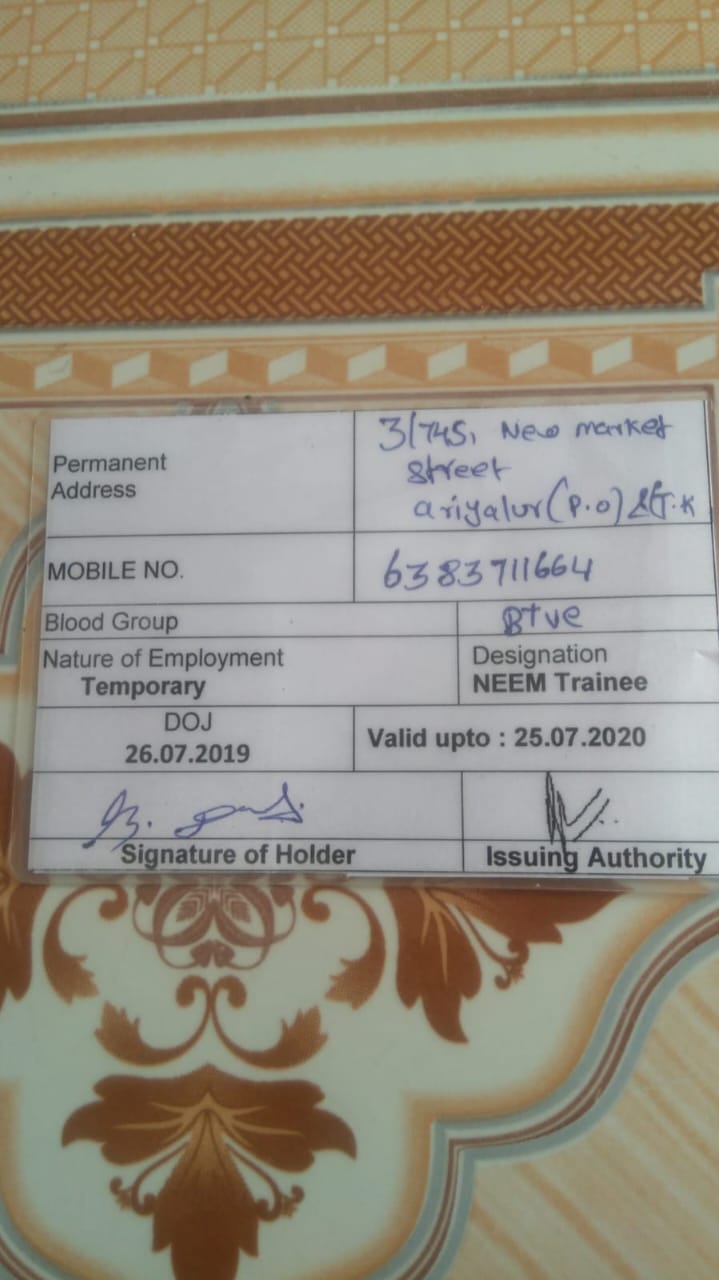 Permanent
Address
3/745, New market
street
ariyalur (P.O) & T.K
MOBILE NO.
6383711664
Blood Group
B+ve
Nature of Employment
Temporary
Designation
NEEM Trainee
DOJ
26.07.2019
Valid upto : 25.07.2020
Signature of Holder
Issuing Authority